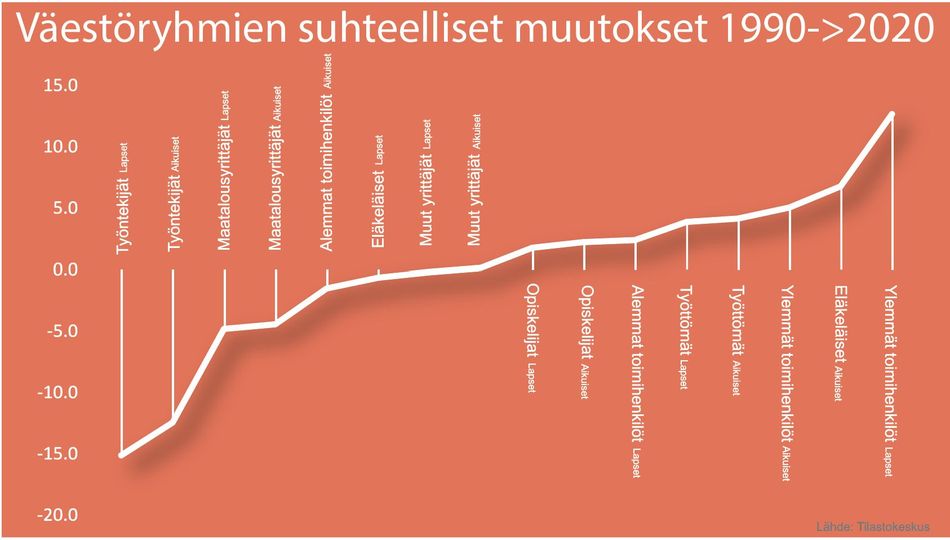 Väestöryhmien suhteelliset muutokset 1990->2020
15.0
10.0
5.0
0.0
-5.0
-10.0
-15.0
-20.0
Työntekijät Lapset
Työntekijät Aikuiset
Maatalousyrittäjät Lapset
Maatalousyrittäjät Aikuiset
Alemmat toimihenkilöt Aikuiset
Eläkeläiset Lapset
Muut yrittäjät Lapset
Muut yrittäjät Aikuiset
Opiskelijat Lapset
Opiskelijat Aikuiset
Alemmat toimihenkilöt Lapset
Työttömät Lapset
Työttömät Aikuiset
Ylemmät toimihenkilöt Aikuiset
Eläkeläiset Aikuiset
Ylemmät toimihenkilöt Lapset
Lähde: Tilastokeskus